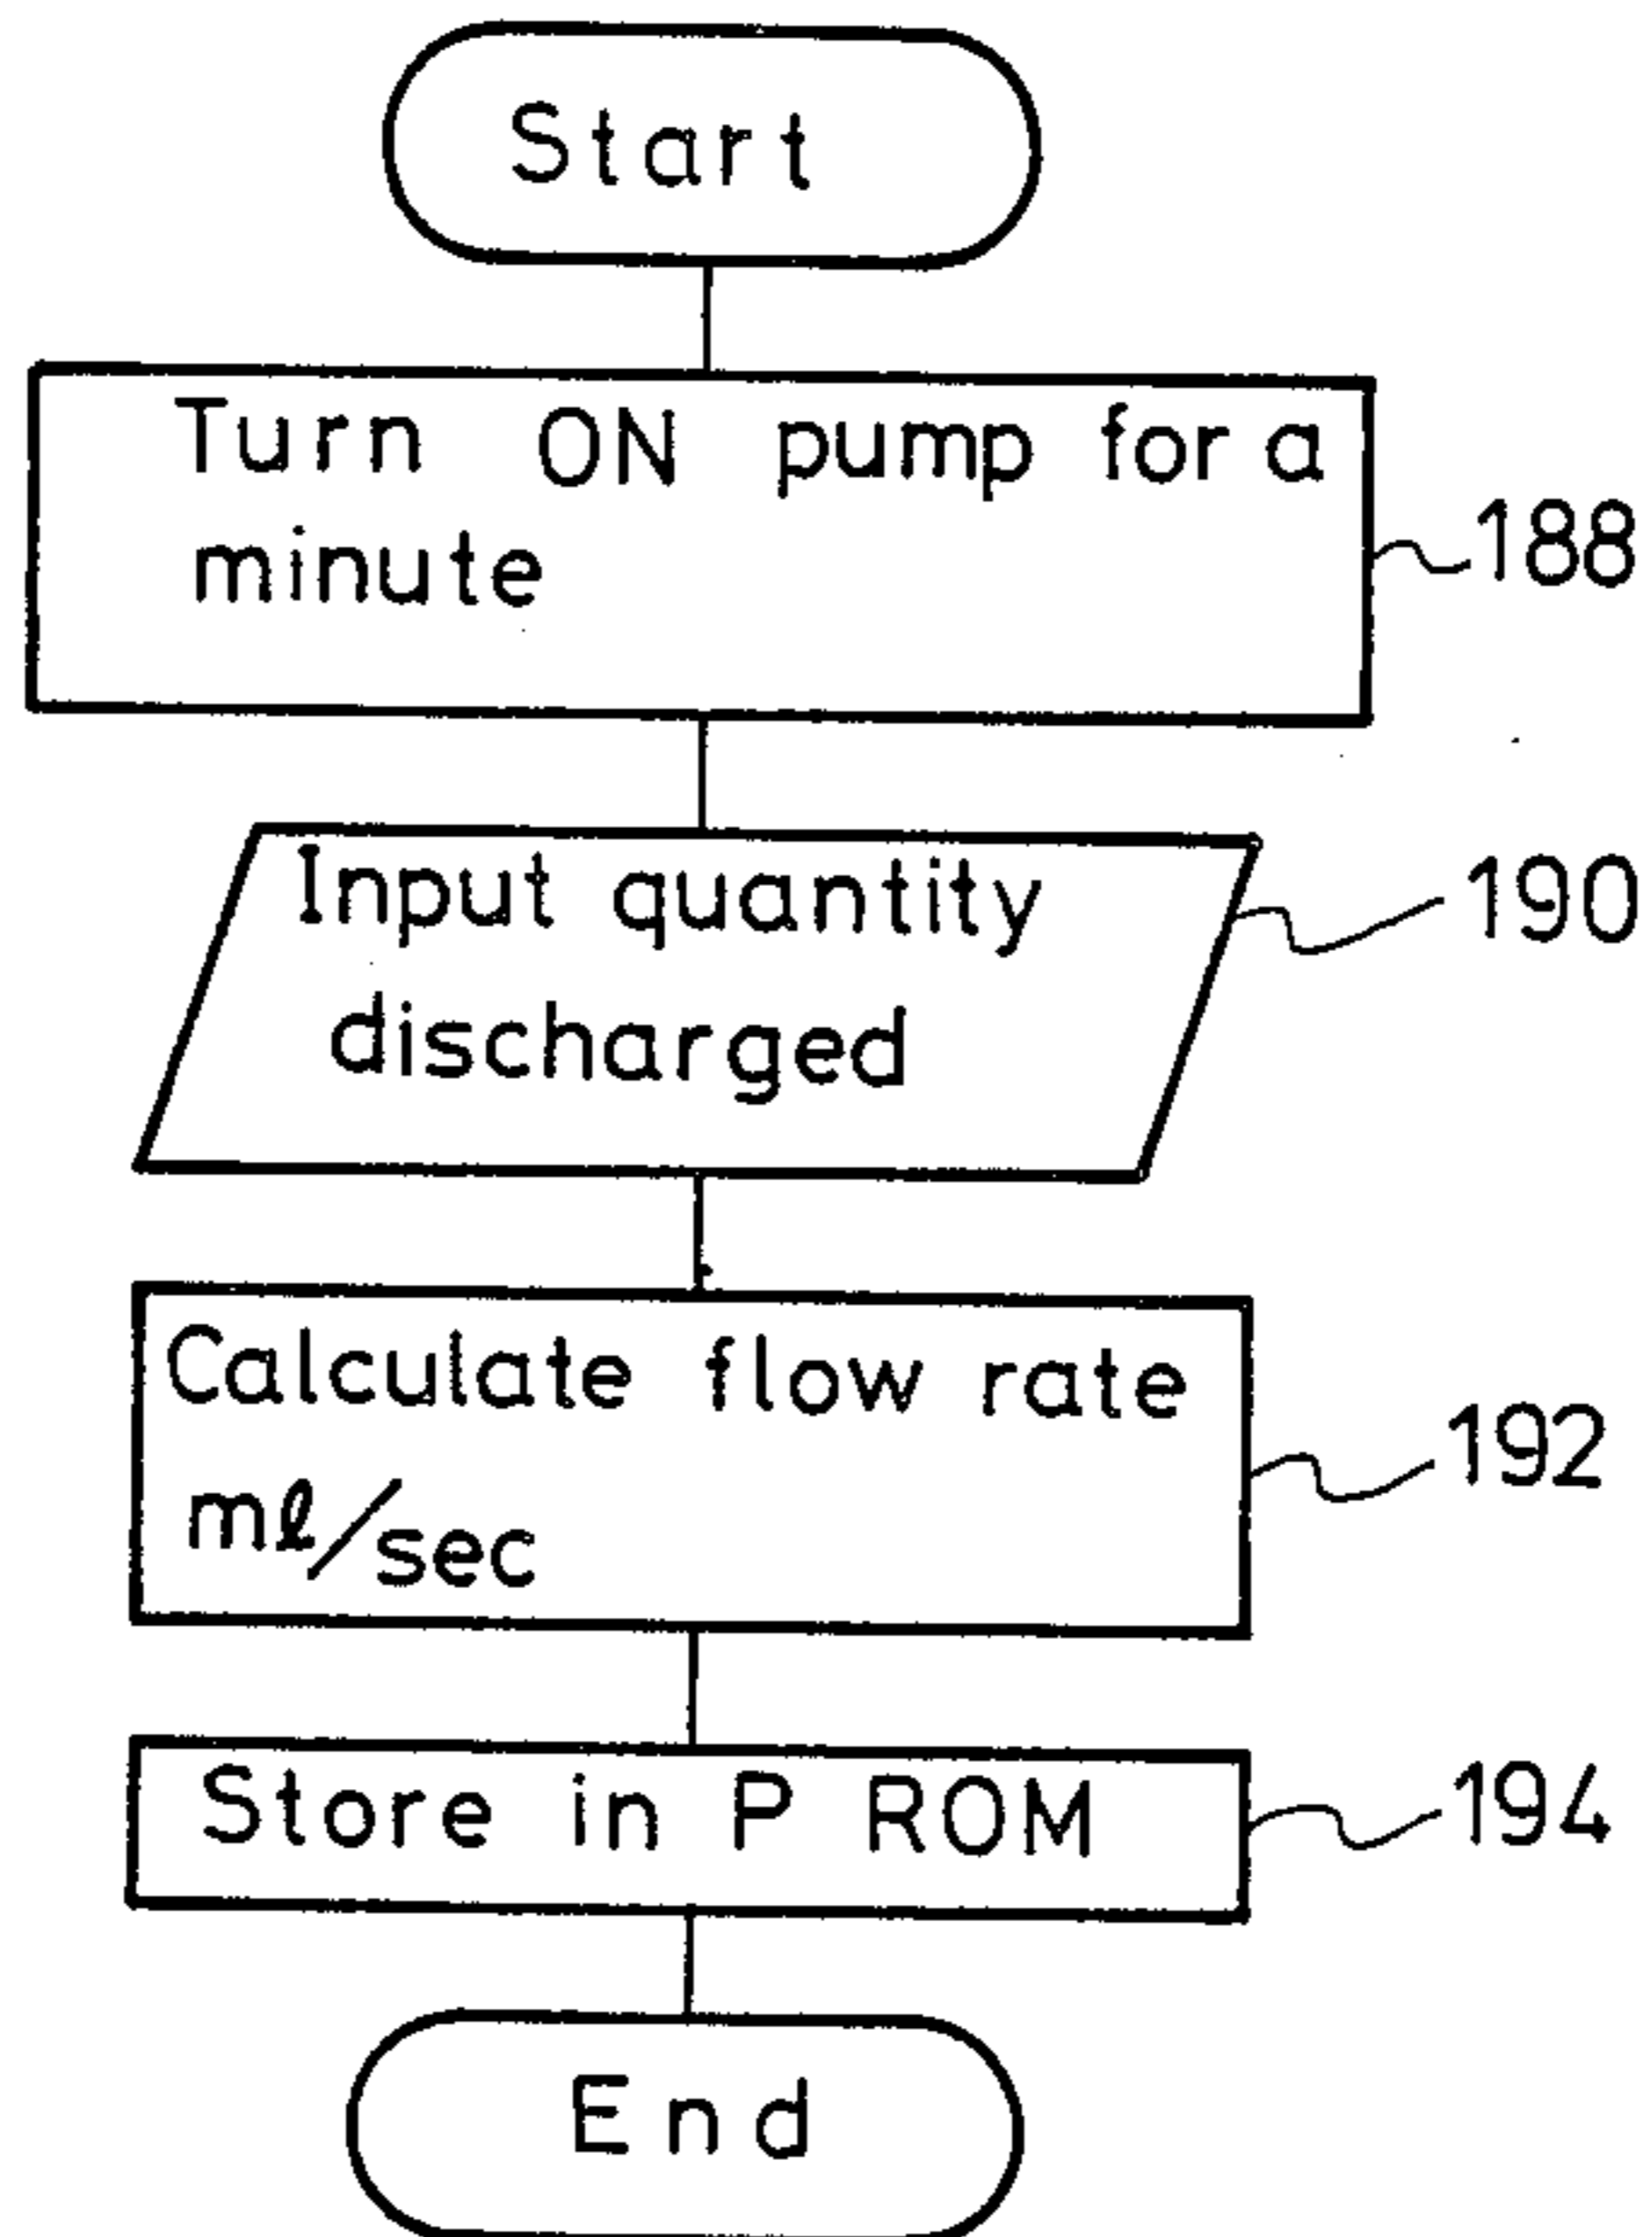 Start
Turn ON pump for a
minute
188
Input quantity
discharged
190
Calculate flow rate
mℓ/sec
192
Store in P ROM
194
End